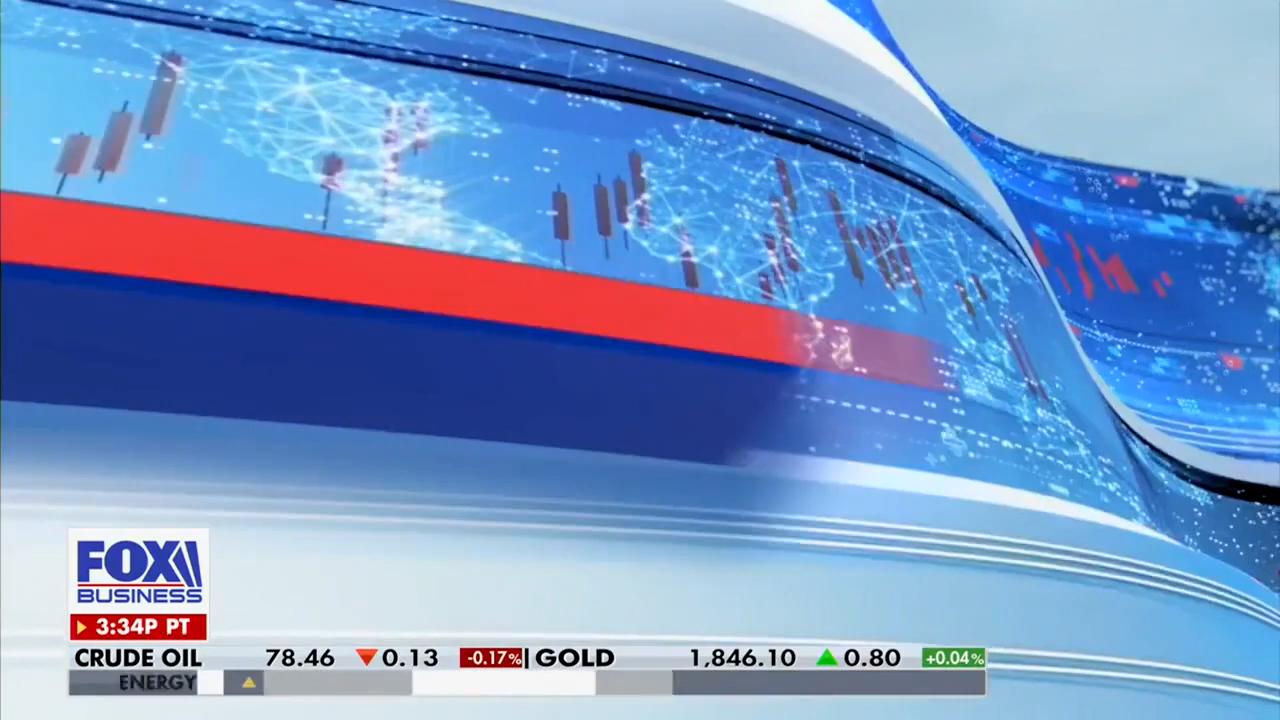 FOX
BUSINESS
3:34P PT
CRUDE OIL 78.46 0.13 -0.17% GOLD 1,846.10 0.80 +0.04%
ENERGY